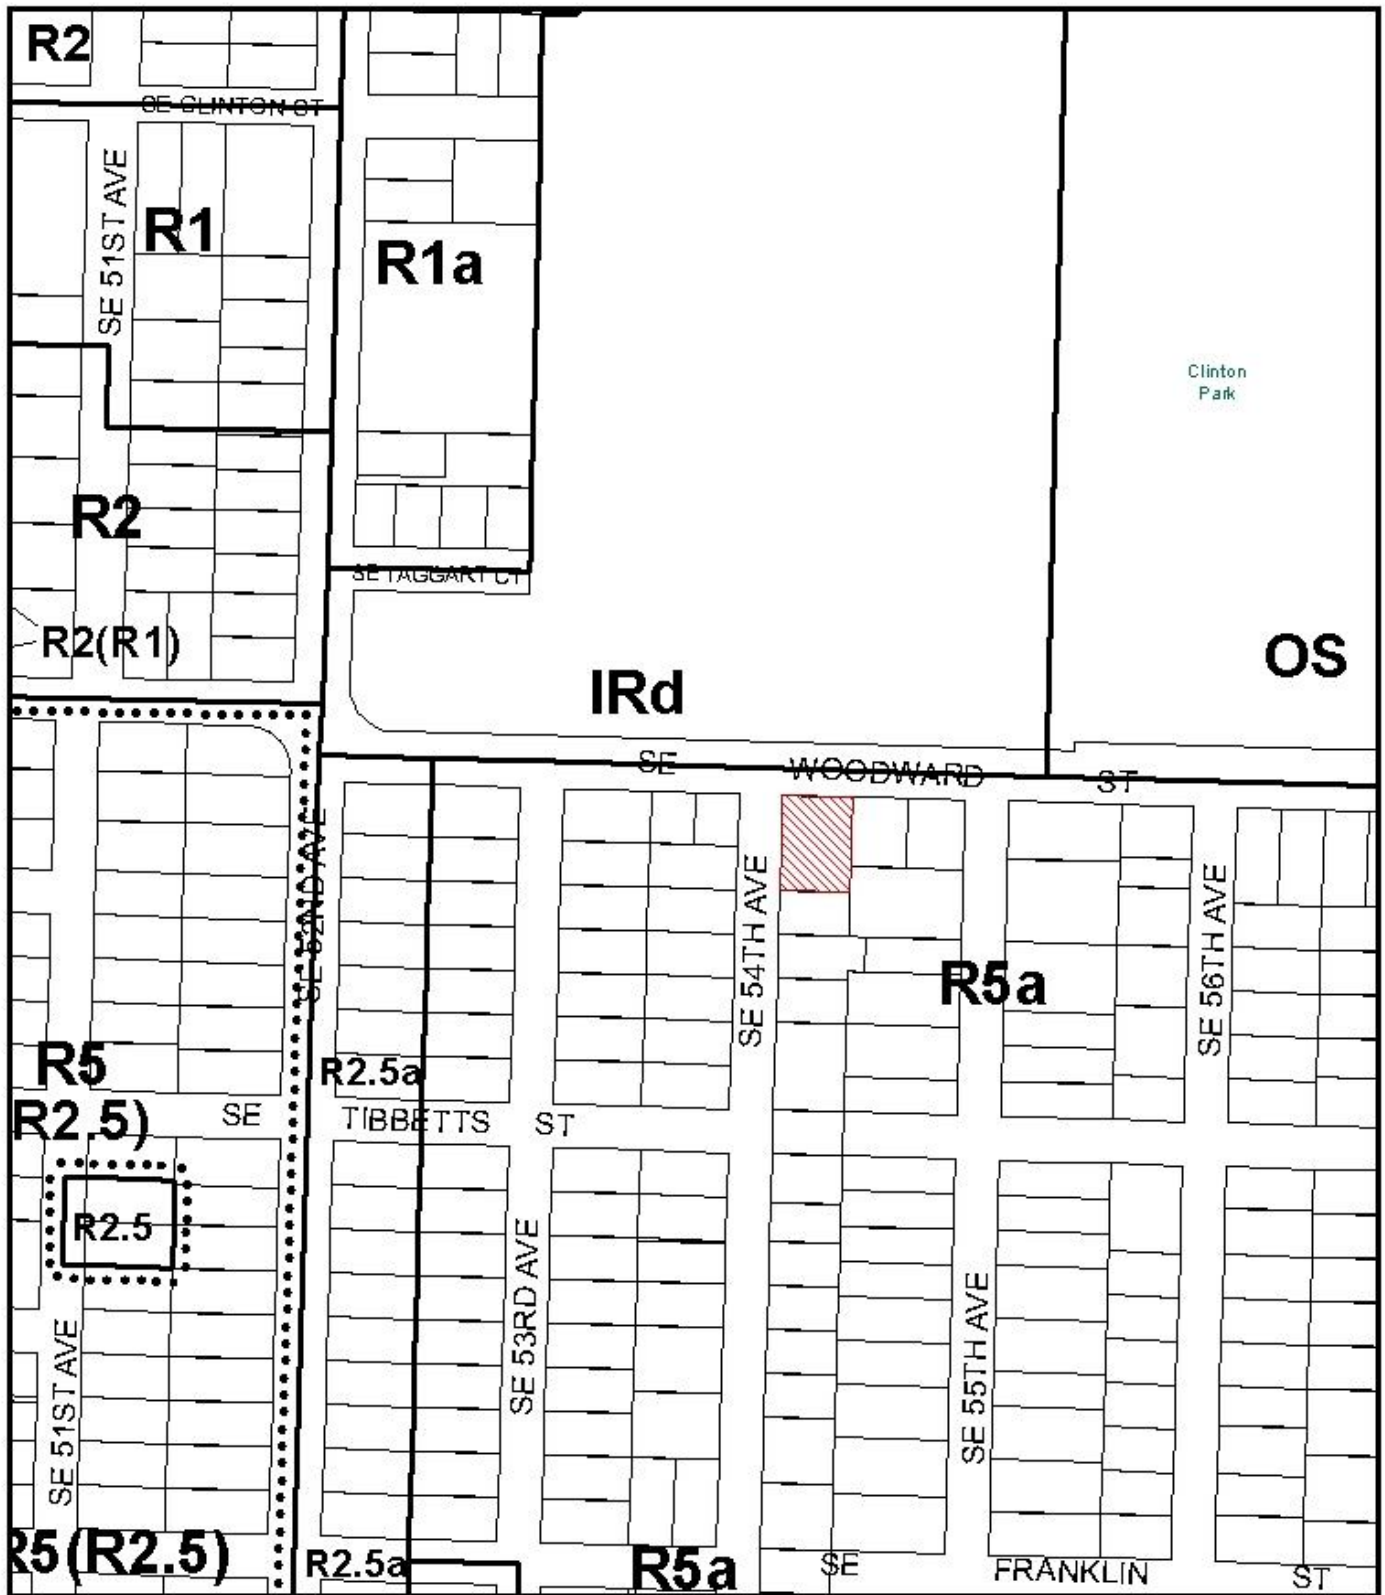 R2
SE CLINTON CT
SE 51ST AVE
R1
R1a
Clinton
Park
R2
SE TAGGART CT
R2(R1)
OS
IRd
SE WOODWARD ST
SE 52ND AVE
SE 54TH AVE
SE 56TH AVE
R5a
R5
R2.5)
R2.5a
SE TIBBETTS ST
R2.5
SE 53RD AVE
SE 55TH AVE
SE 51ST AVE
R5(R2.5)
R2.5a
R5a
SE FRANKLIN ST